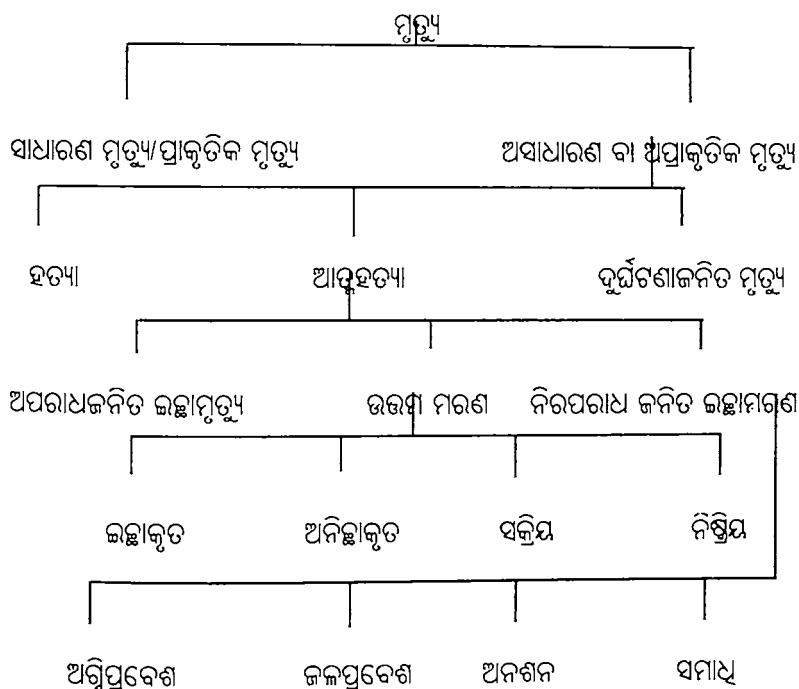 ମୃତ୍ୟୁ
ସାଧାରଣ ମୃତ୍ୟୁ/ପ୍ରାକୃତିକ ମୃତ୍ୟୁ ଅସାଧାରଣ ବା ଅପ୍ରାକୃତିକ ମୃତ୍ୟୁ
ହତ୍ୟା ଆତ୍ମହତ୍ୟା ଦୁର୍ଘଟଣାଜନିତ ମୃତ୍ୟୁ
ଅପରାଧଜନିତ ଇଚ୍ଛାମୃତ୍ୟୁ ଉତ୍ତମ ମରଣ ନିରପରାଧ ଜନିତ ଇଚ୍ଛାମରଣ
ଇଚ୍ଛାକୃତ ଅନିଚ୍ଛାକୃତ ସକ୍ରିୟ ନିଷ୍କ୍ରିୟ
ଅଗ୍ନିପ୍ରବେଶ ଜଳପ୍ରବେଶ ଅନଶନ ସମାଧି